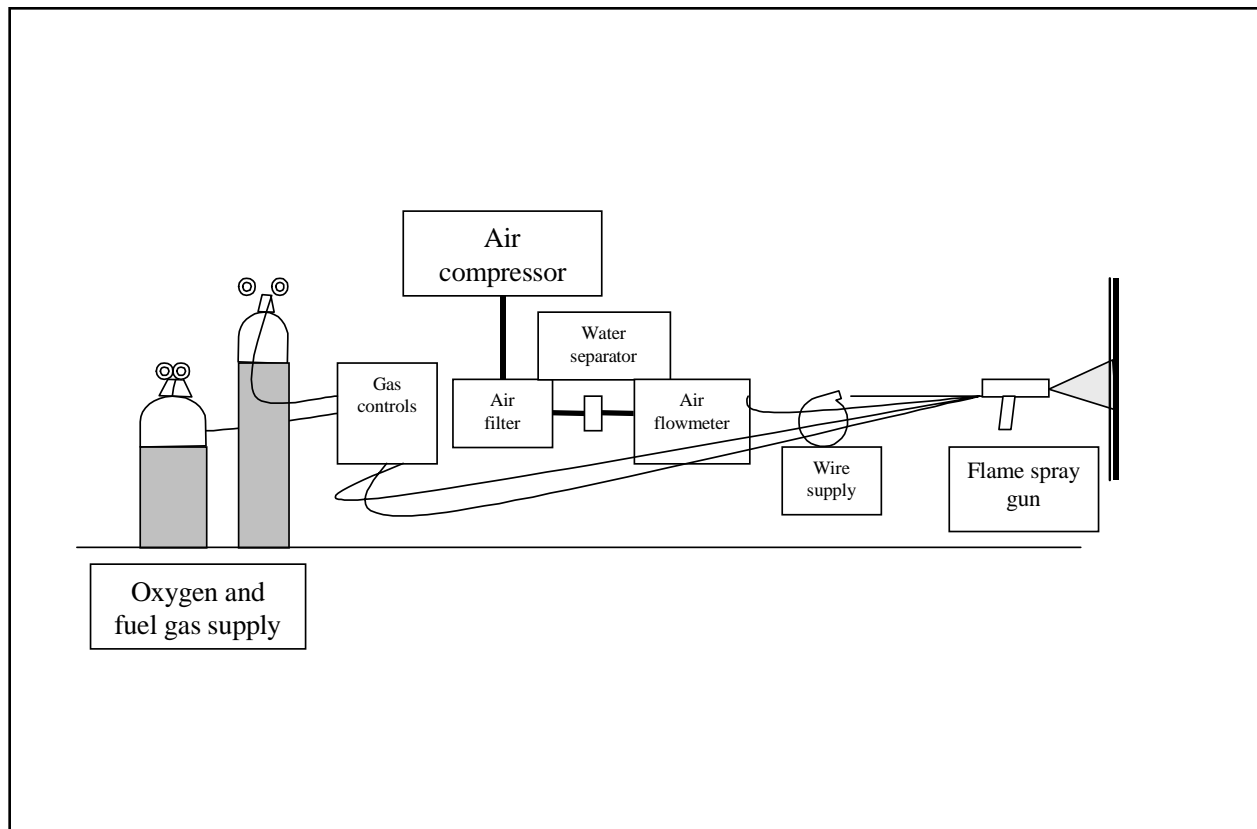 Air
compressor
Water
separator
Gas
controls
Air
filter
Air
flowmeter
Wire
supply
Flame spray
gun
Oxygen and
fuel gas supply